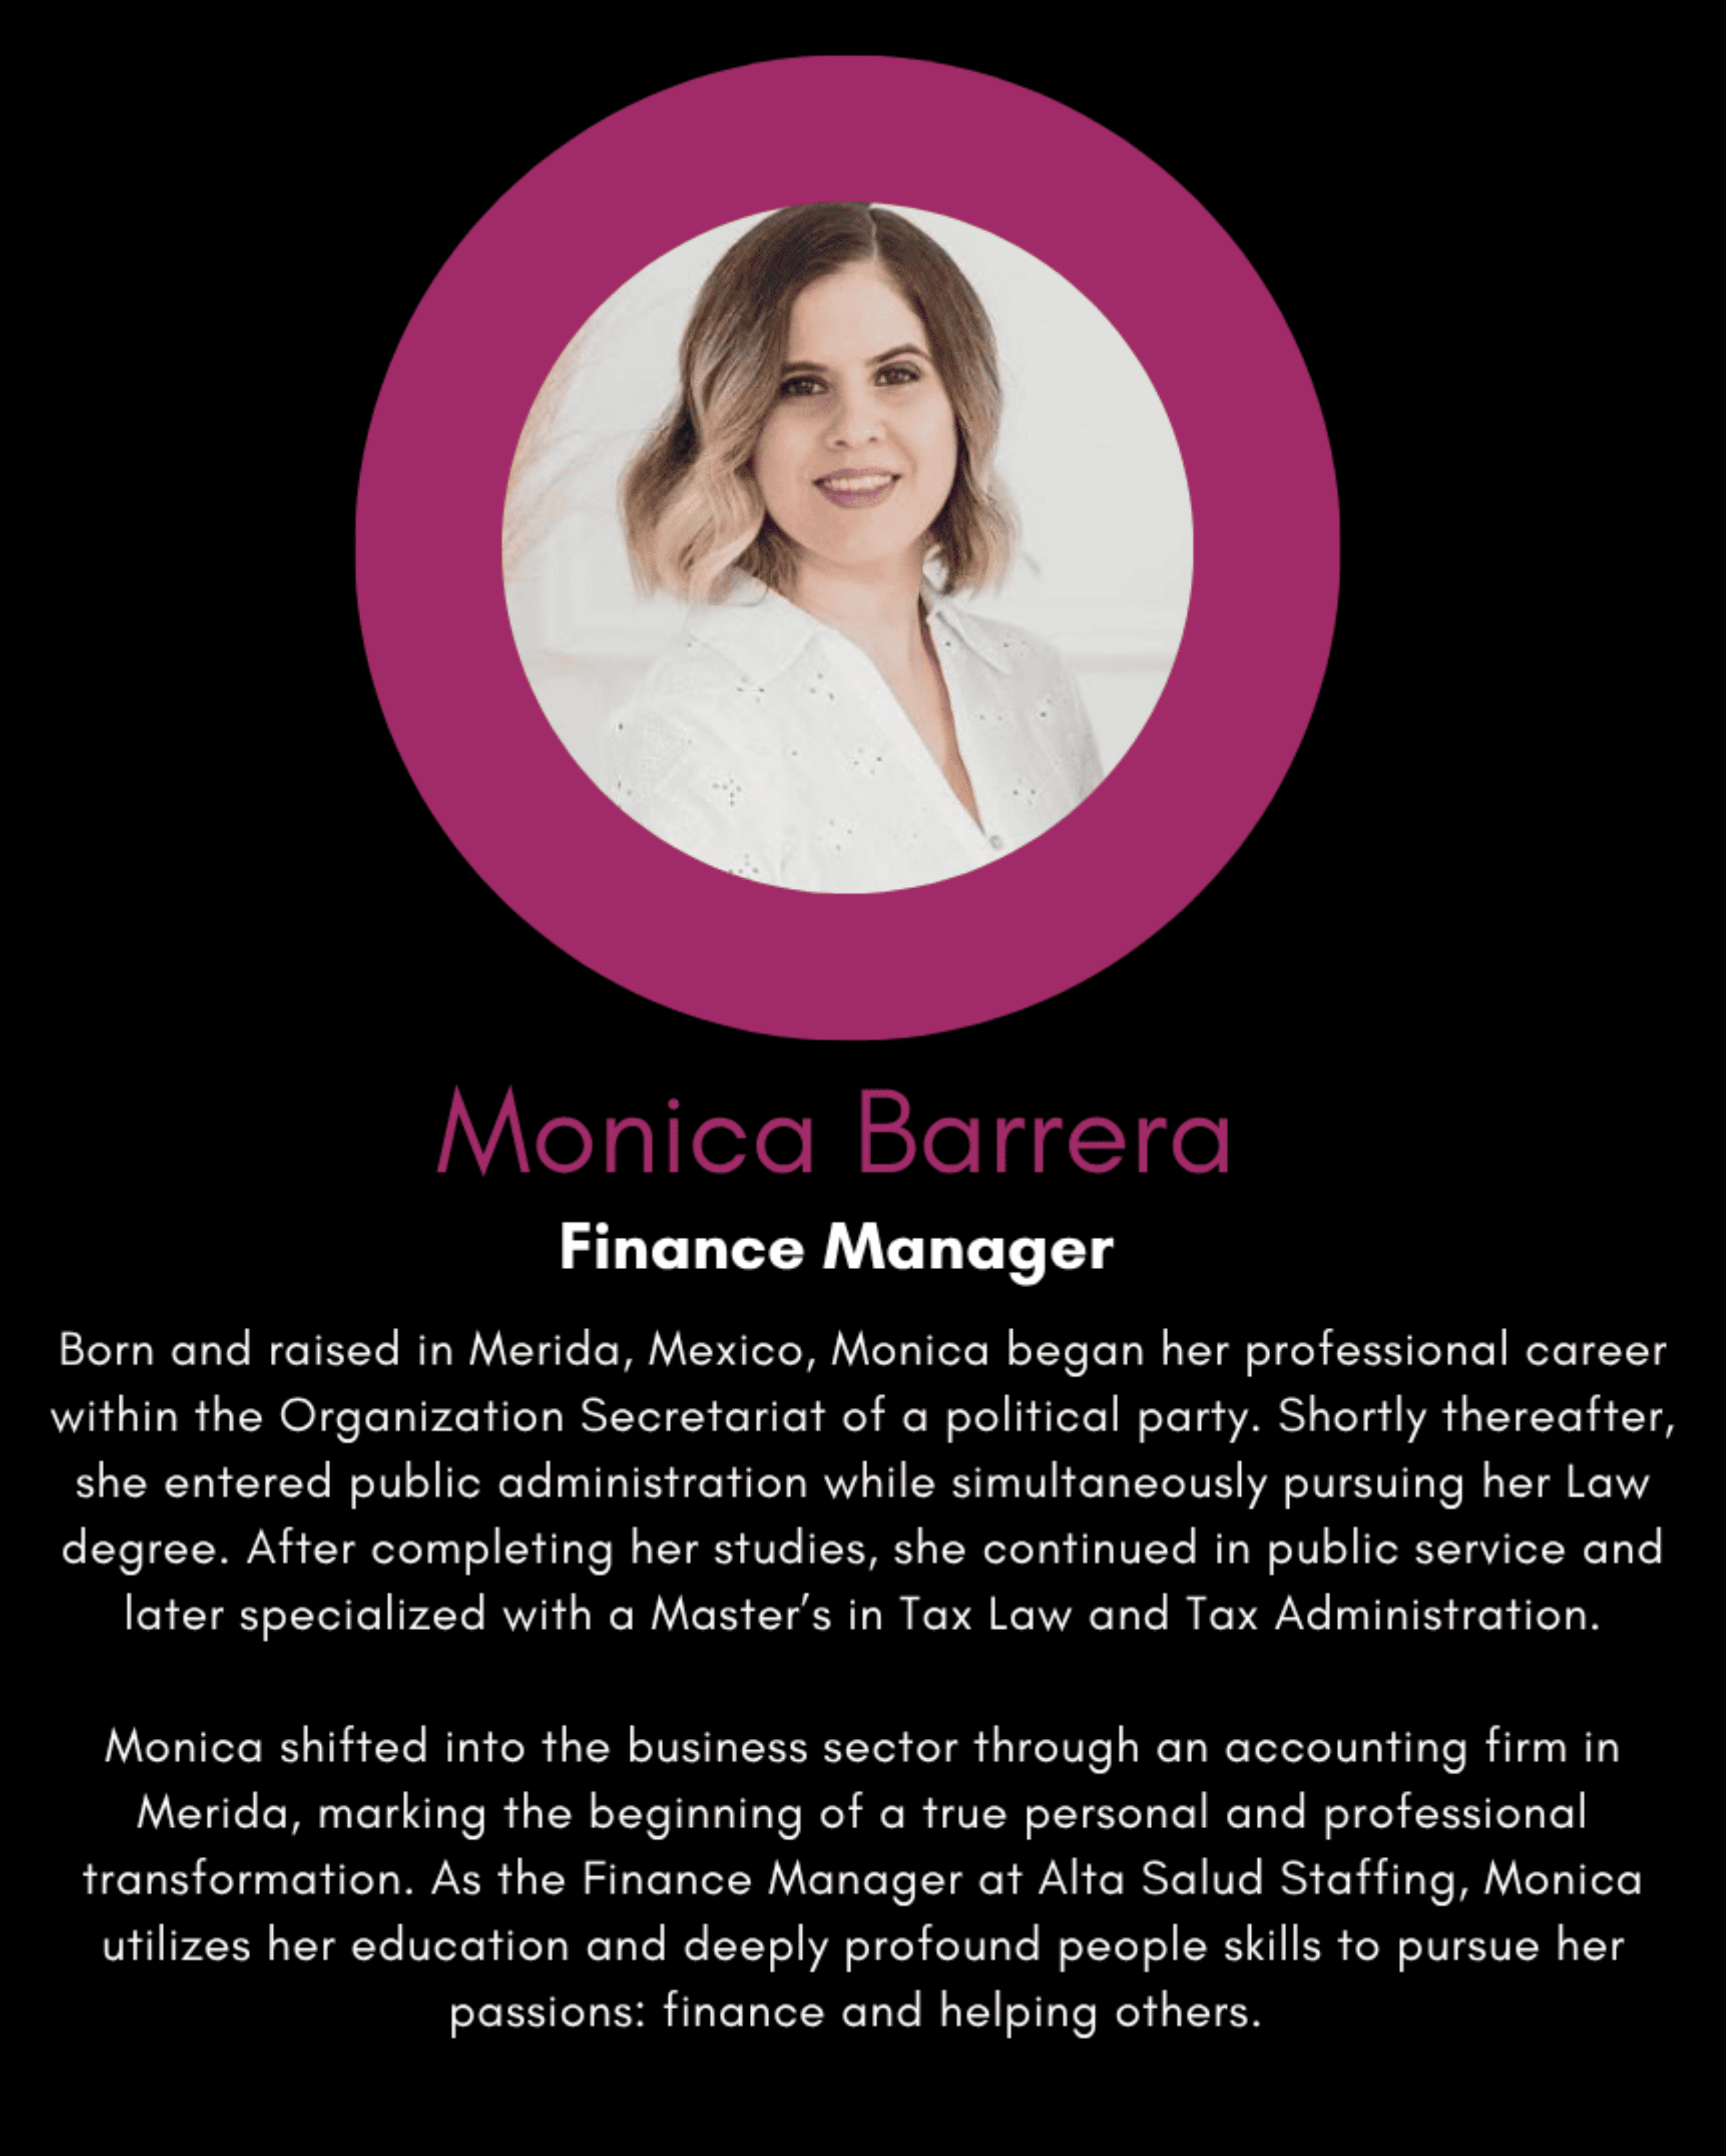 Monica Barrera
Finance Manager
Born and raised in Merida, Mexico, Monica began her professional career
within the Organization Secretariat of a political party. Shortly thereafter,
she entered public administration while simultaneously pursuing her Law
degree. After completing her studies, she continued in public service and
later specialized with a Master’s in Tax Law and Tax Administration.
Monica shifted into the business sector through an accounting firm in
Merida, marking the beginning of a true personal and professional
transformation. As the Finance Manager at Alta Salud Staffing, Monica
utilizes her education and deeply profound people skills to pursue her
passions: finance and helping others.